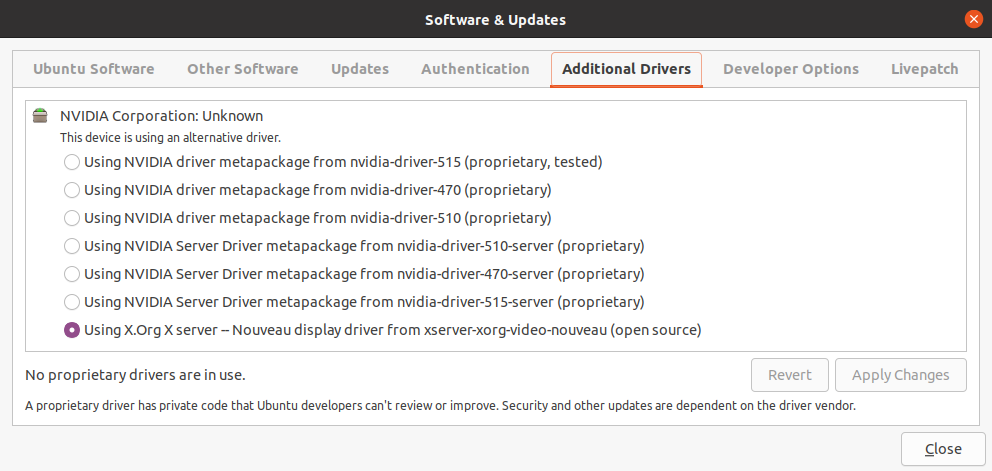 Software & Updates
Ubuntu Software Other Software Updates Authentication Additional Drivers Developer Options Livepatch
NVIDIA Corporation: Unknown
This device is using an alternative driver.
Using NVIDIA driver metapackage from nvidia-driver-515 (proprietary, tested)
Using NVIDIA driver metapackage from nvidia-driver-470 (proprietary)
Using NVIDIA driver metapackage from nvidia-driver-510 (proprietary)
Using NVIDIA Server Driver metapackage from nvidia-driver-510-server (proprietary)
Using NVIDIA Server Driver metapackage from nvidia-driver-470-server (proprietary)
Using NVIDIA Server Driver metapackage from nvidia-driver-515-server (proprietary)
Using X.Org X server -- Nouveau display driver from xserver-xorg-video-nouveau (open source)
No proprietary drivers are in use. Revert Apply Changes
A proprietary driver has private code that Ubuntu developers can't review or improve. Security and other updates are dependent on the driver vendor.
Close